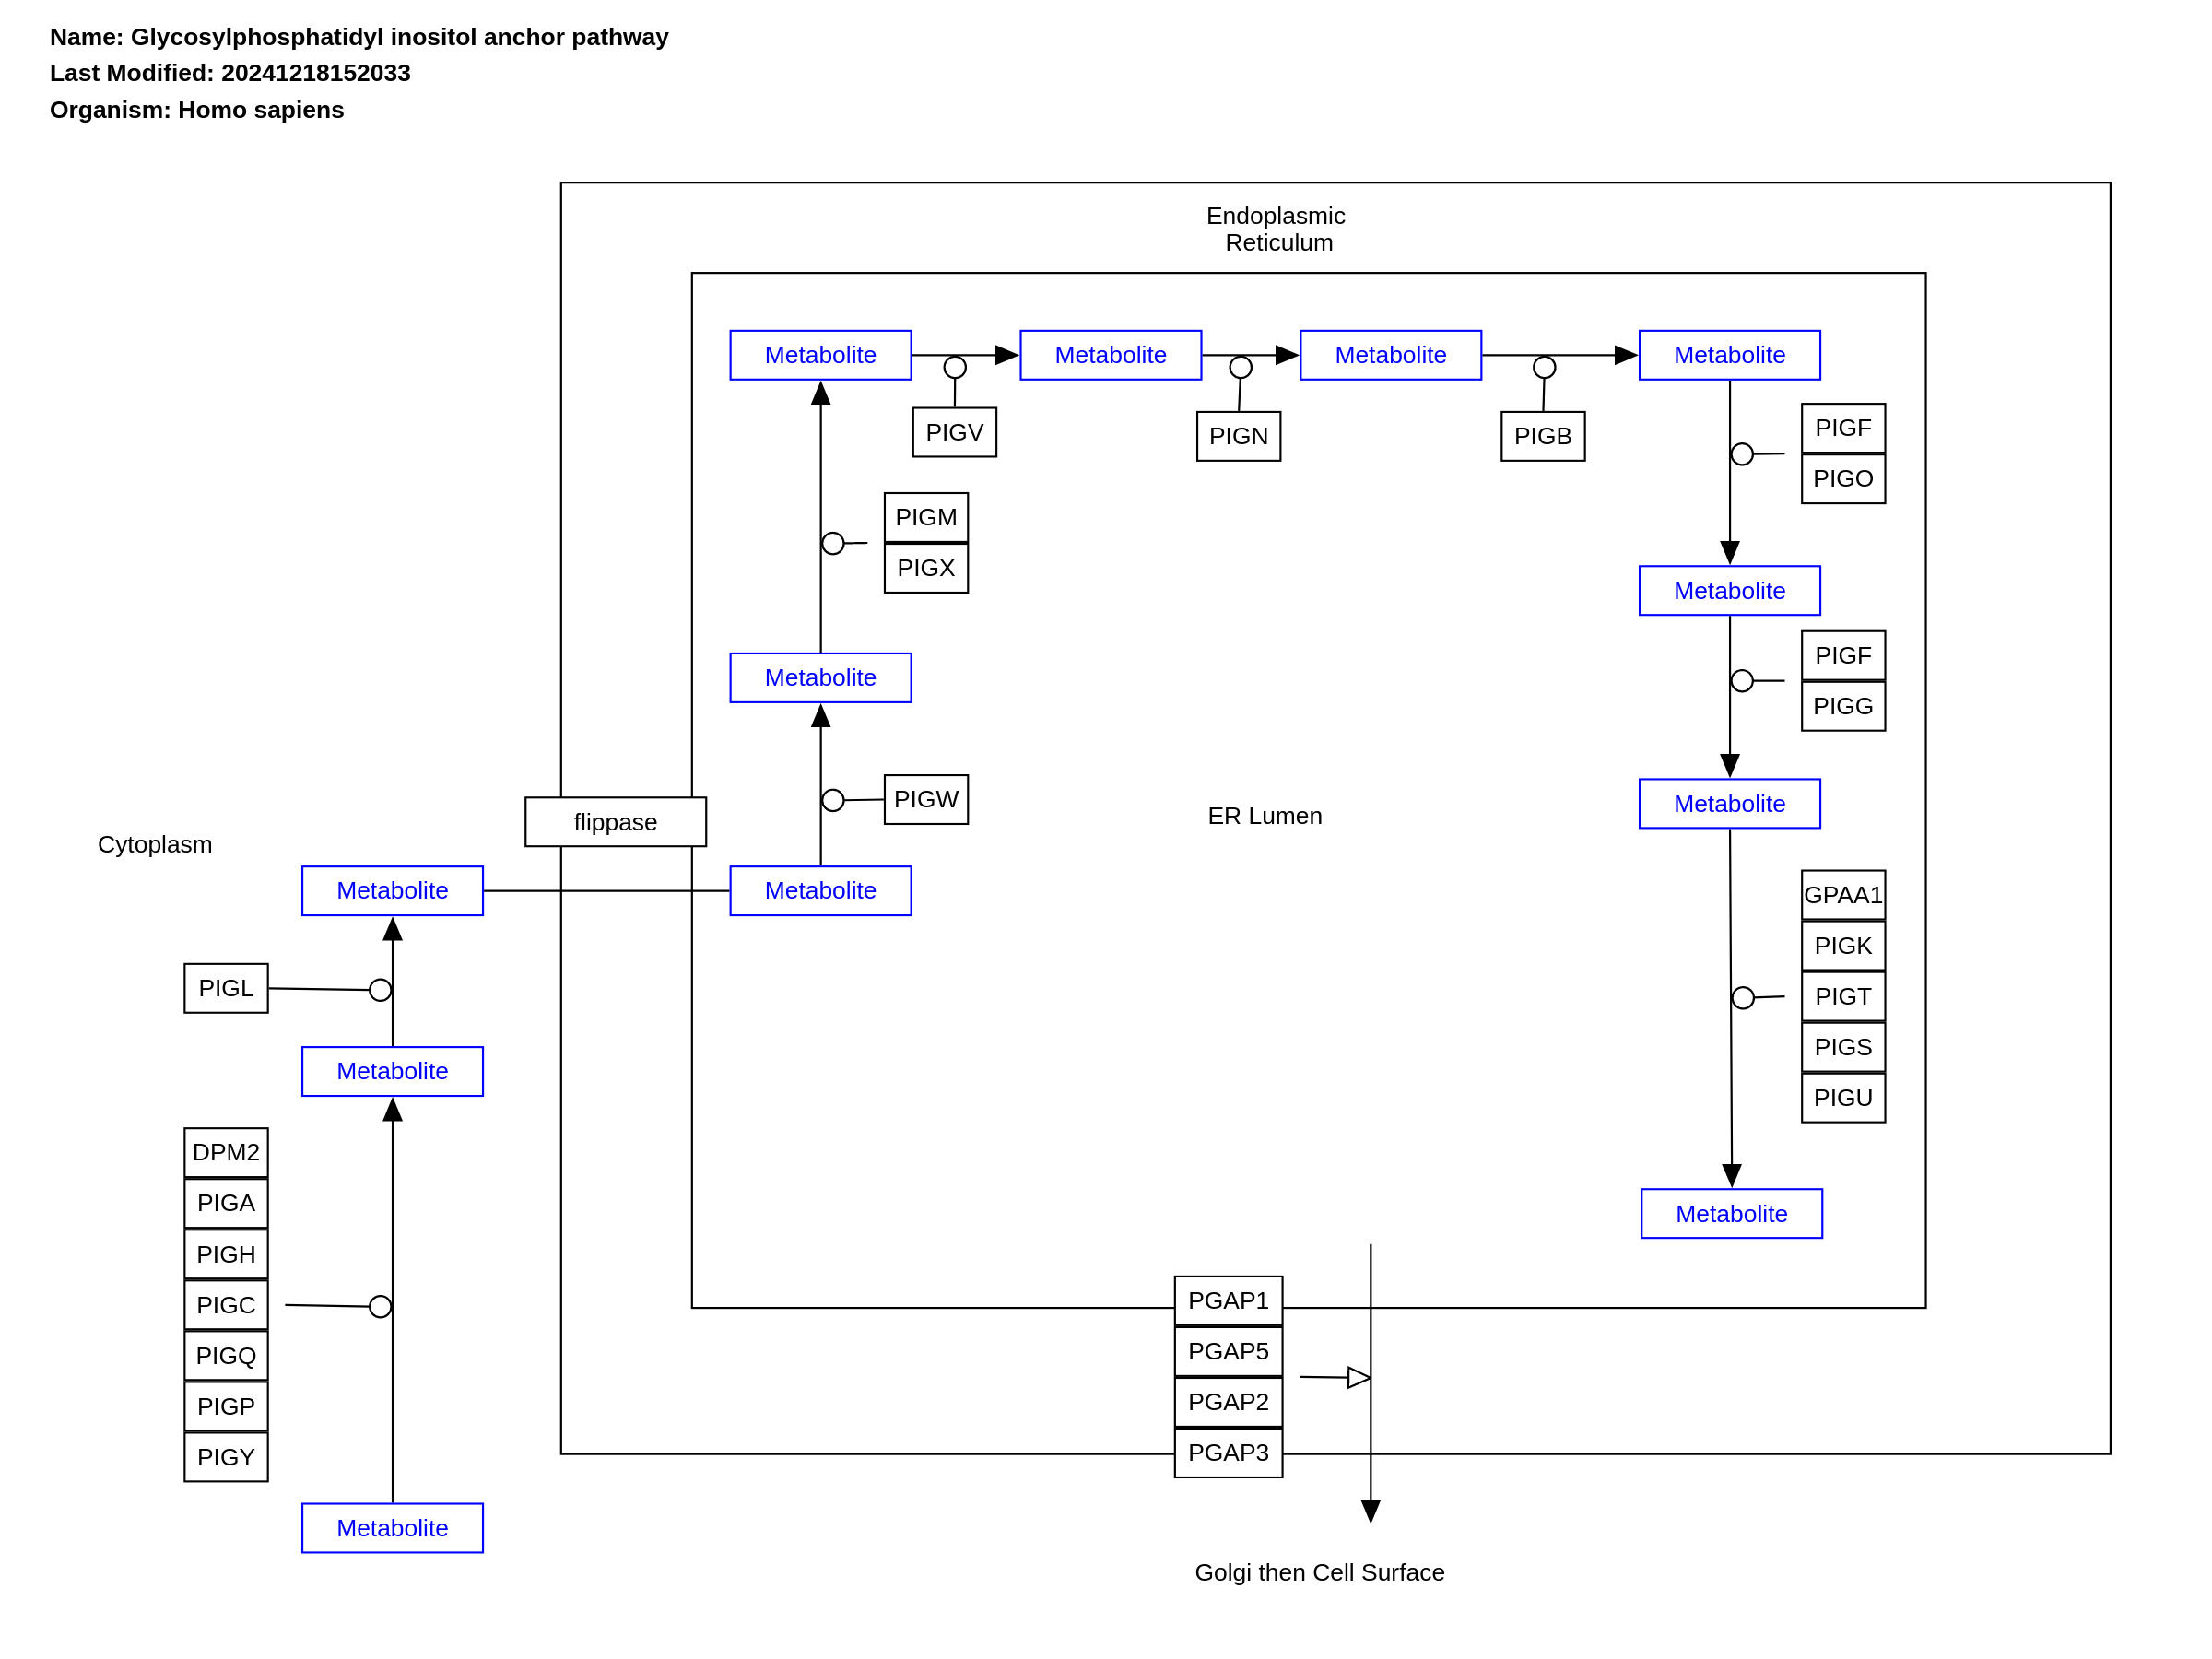 Name: Glycosylphosphatidyl inositol anchor pathway
Last Modified: 20241218152033
Organism: Homo sapiens
Endoplasmic
Reticulum
Metabolite
Metabolite
Metabolite
Metabolite
PIGV
PIGN
PIGB
PIGF
PIGO
PIGM
PIGX
Metabolite
PIGF
PIGG
Metabolite
PIGW
Metabolite
ER Lumen
flippase
Cytoplasm
Metabolite
Metabolite
GPAA1
PIGK
PIGT
PIGS
PIGU
PIGL
Metabolite
DPM2
PIGA
PIGH
PIGC
PIGQ
PIGP
PIGY
Metabolite
Metabolite
PGAP1
PGAP5
PGAP2
PGAP3
Golgi then Cell Surface